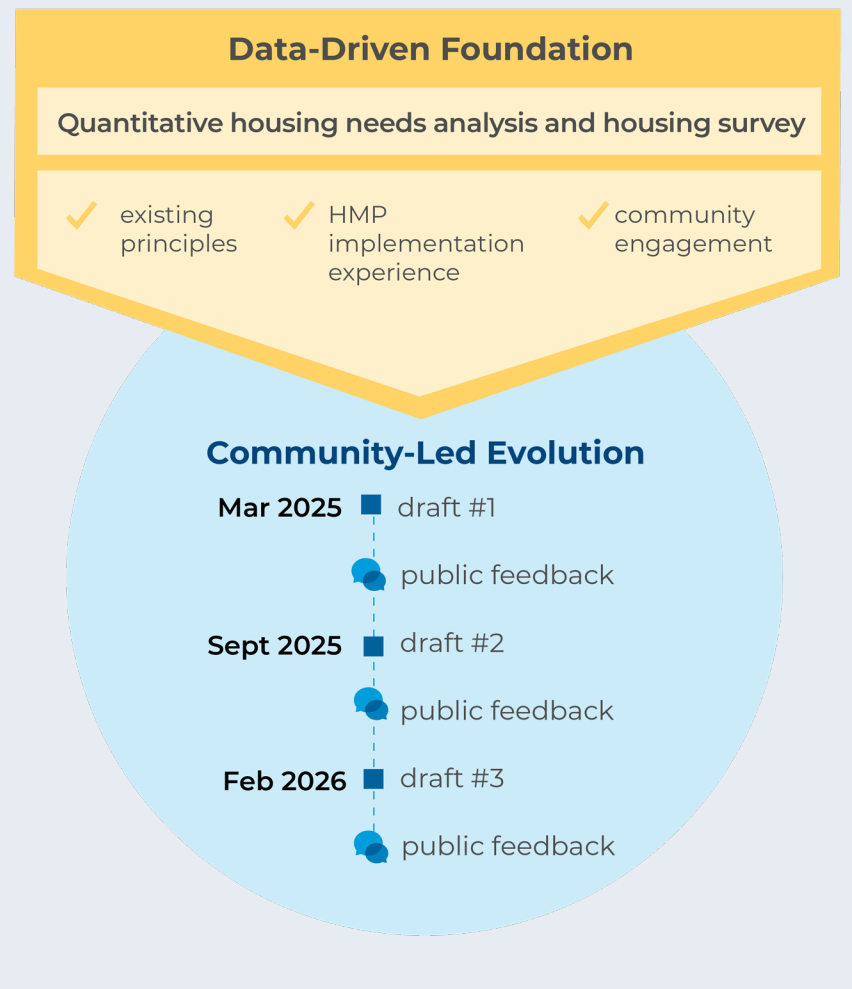 Data-Driven Foundation
Quantitative housing needs analysis and housing survey
existing
principles
HMP
implementation
experience
community
engagement
Community-Led Evolution
Mar 2025 draft #1
public feedback
Sept 2025 draft #2
public feedback
Feb 2026 draft #3
public feedback